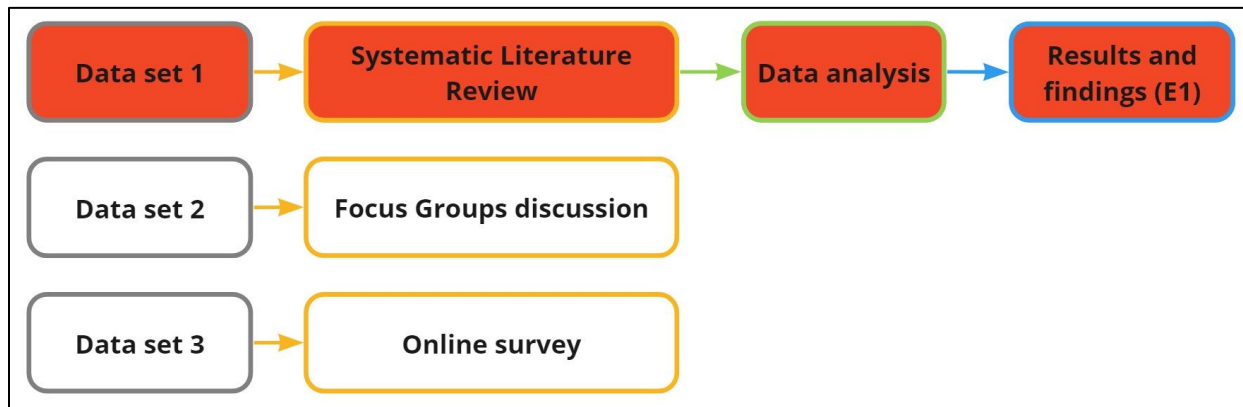 Data set 1
Systematic Literature
Review
Data analysis
Results and
findings (E1)
Data set 2
Focus Groups discussion
Data set 3
Online survey